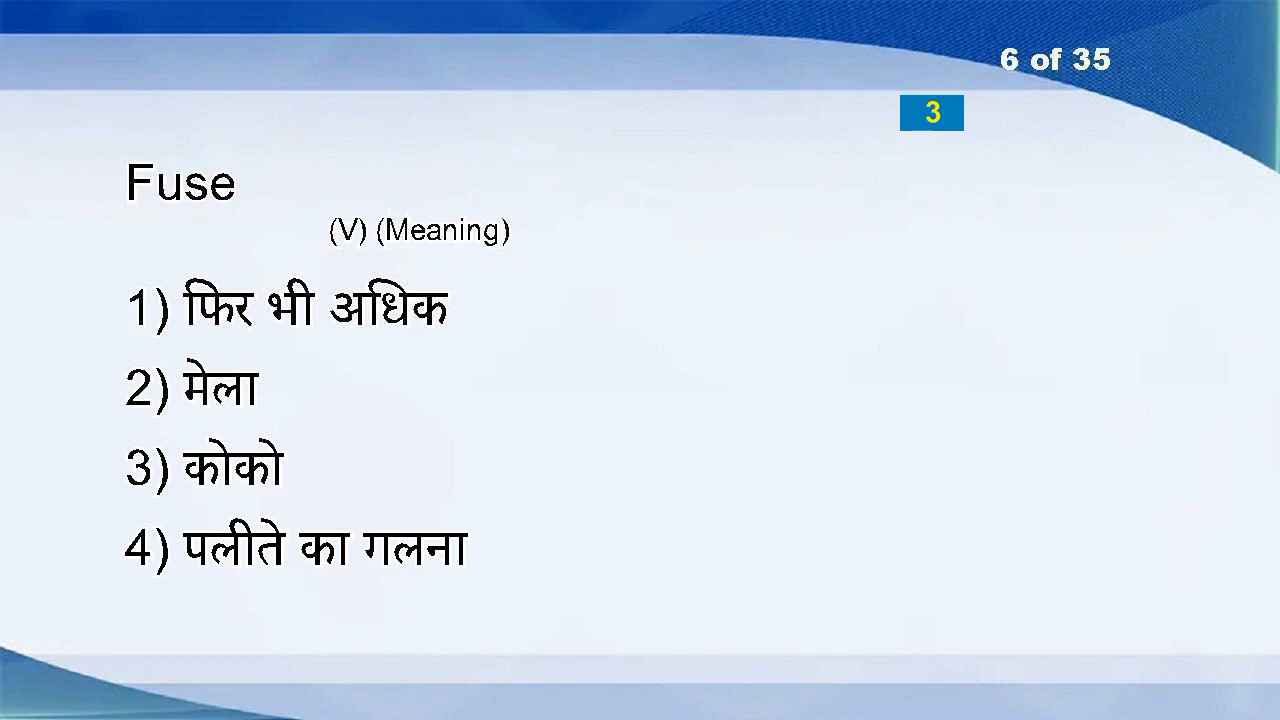 6 of 35
3
Fuse
(V) (Meaning)
1) फिर भी अधिक
2) मेला
3) कोको
4) पलीते का गलना